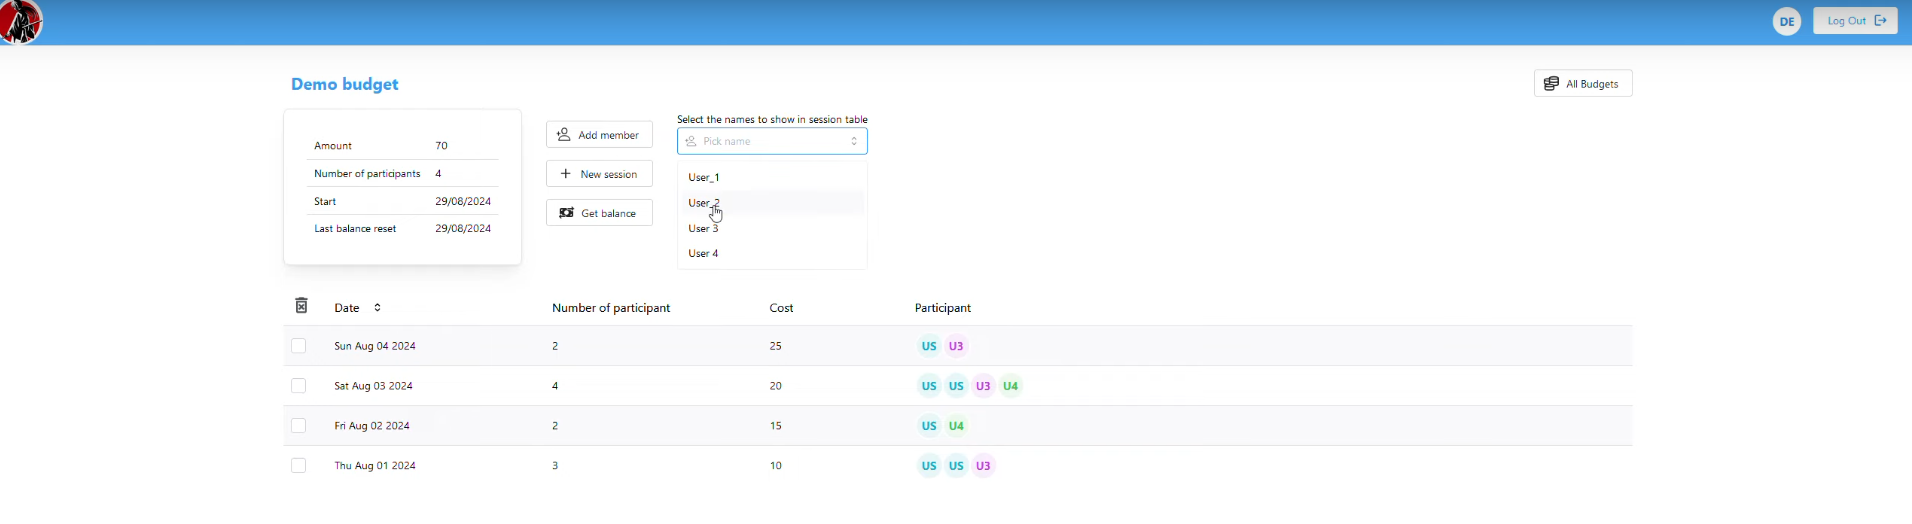 DE
Log Out
Demo budget
All Budgets
Amount 70
Number of participants 4
Start 29/08/2024
Last balance reset 29/08/2024
Add member
New session
Get balance
Select the names to show in session table
Pick name
User_1
User_2
User 3
User 4
Date Number of participant Cost Participant
Sun Aug 04 2024 2 25 US U3
Sat Aug 03 2024 4 20 US US U3 U4
Fri Aug 02 2024 2 15 US U4
Thu Aug 01 2024 3 10 US US U3